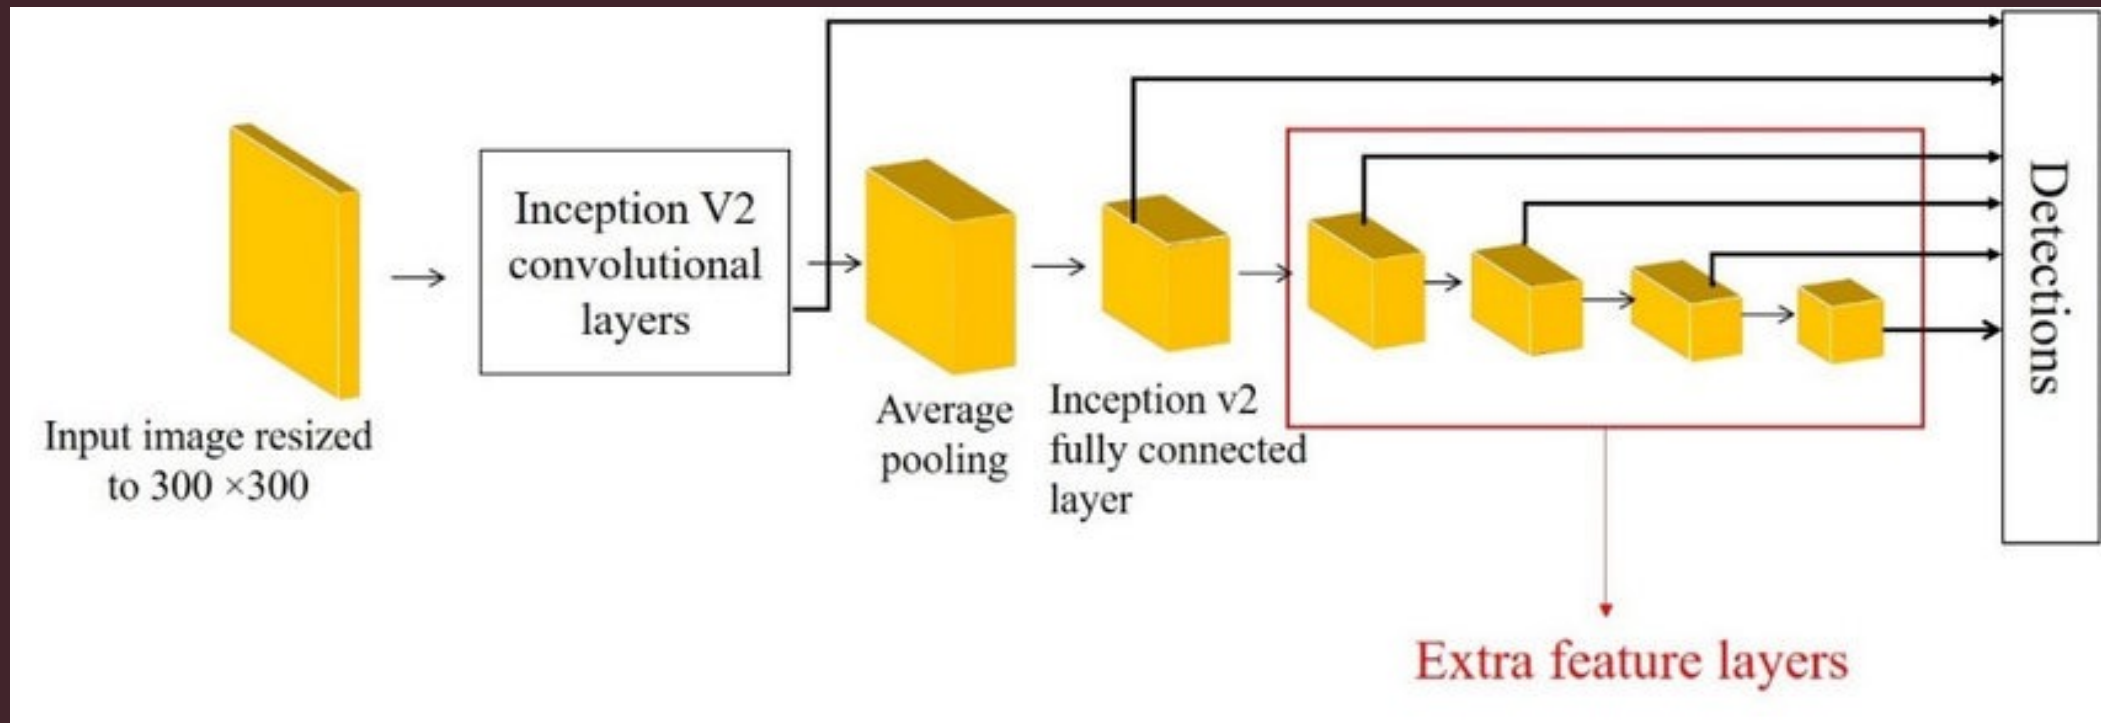 Input image resized
to 300 ×300
Inception V2
convolutional
layers
Average
pooling
Inception v2
fully connected
layer
Extra feature layers
Detections